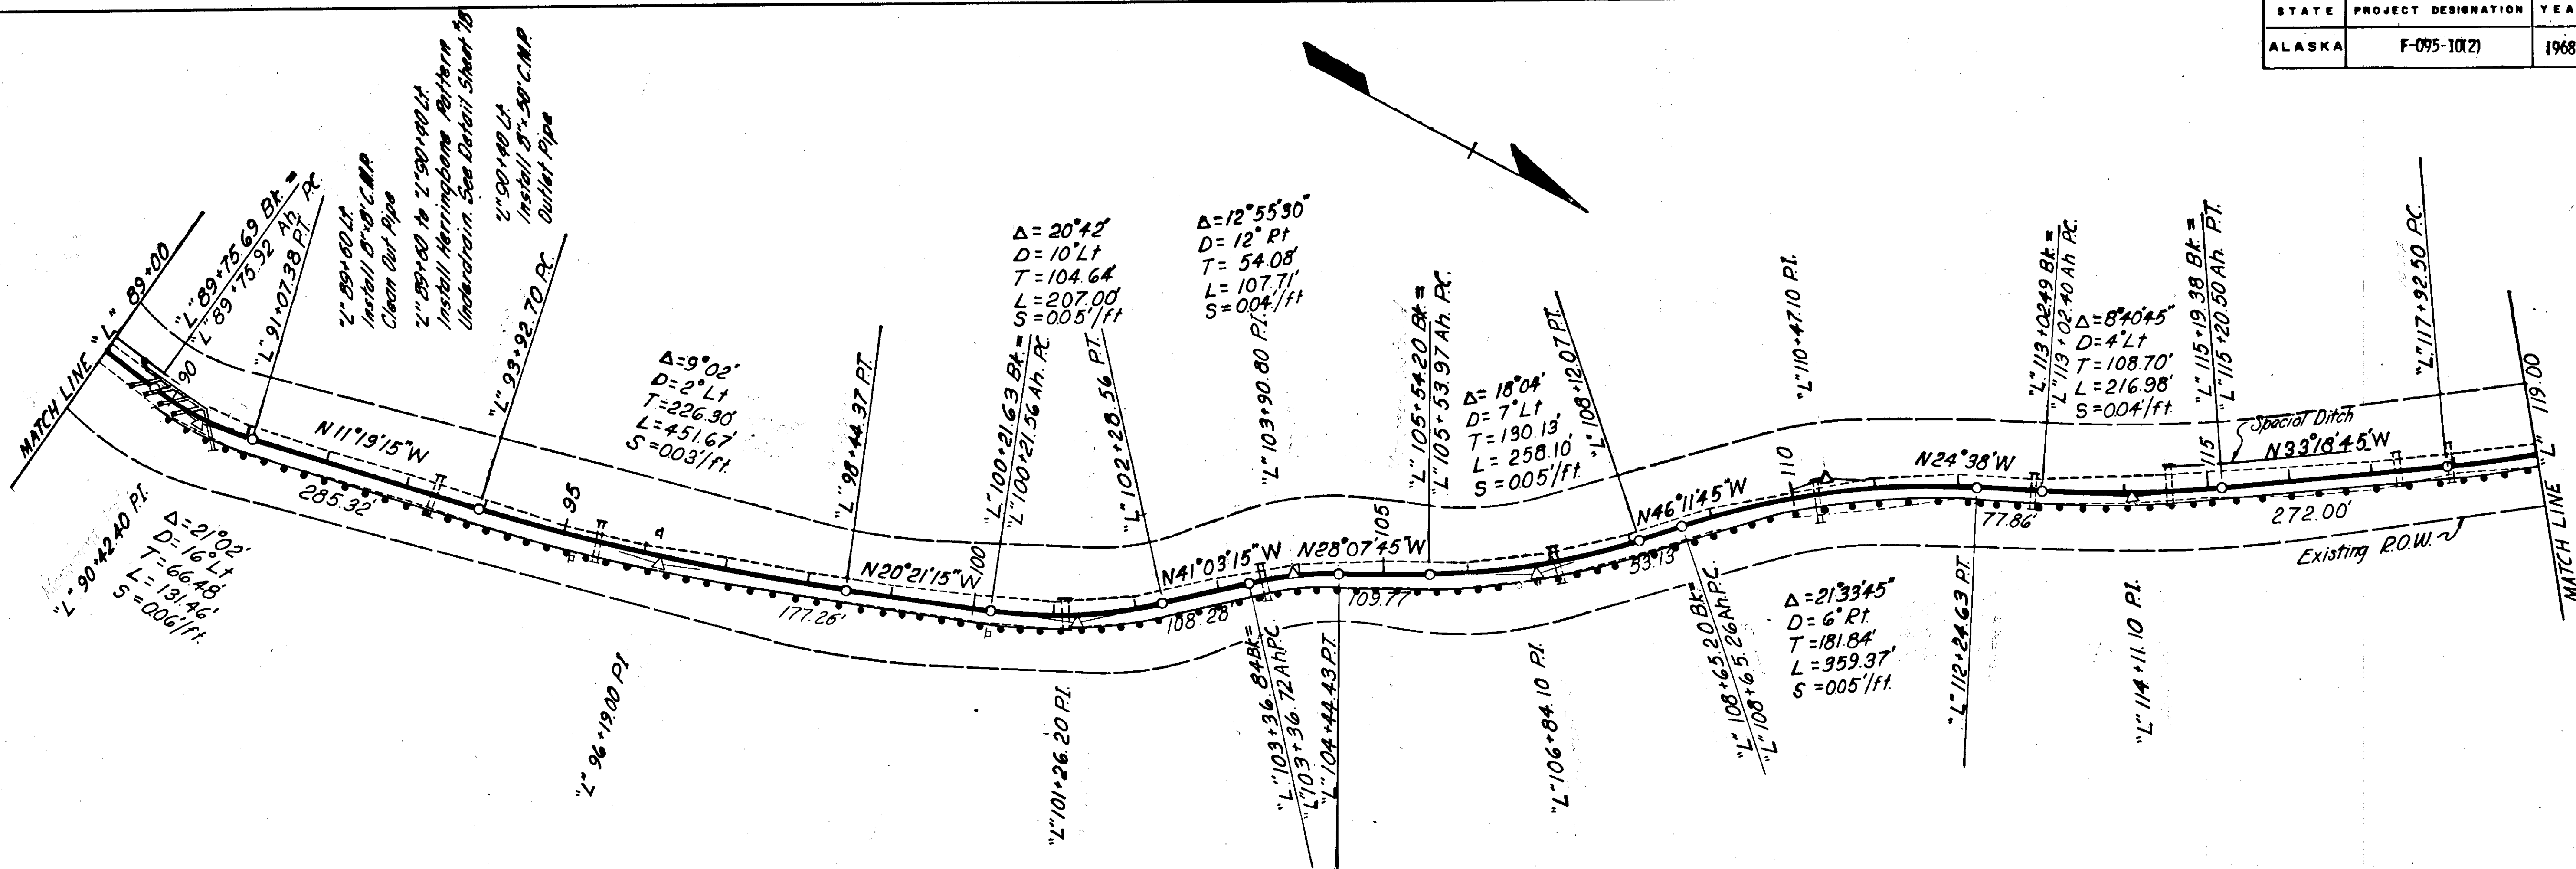 STATE PROJECT DESIGNATION YEA
ALASKA F-095-10(2) 1968
MATCH LINE "L" 89+00
"L" 89+75.69 Bk. =
"L" 89+75.92 Ah. P.C.
"L" 91+07.38 P.T.
"L" 89+60 Lt.
Install 8"x8' C.M.P.
Clean Out Pipe
"L" 89+60 to "L" 90+40 Lt.
Install Herringbone Pattern
Underdrain. See Detail Sheet 7B
"L" 90+40 Lt.
Install 8"x50' C.M.P.
Outlet Pipe
"L" 93+92.70 P.C.
90
N11°19'15"W
285.32'
"L" 90+42.40 P.I.
Δ=21°02'
D=16° Lt
T=66.48'
L=131.46'
S=0.06'/ft.
Δ=9°02'
D=2° Lt
T=226.30'
L=451.67'
S=0.03'/ft.
95
"L" 96+19.00 P.I.
"L" 98+44.37 P.T.
N20°21'15"W
177.26'
100
"L" 100+21.63 Bk =
"L" 100+21.56 Ah. P.C.
Δ=20°42'
D=10° Lt
T=104.64'
L=207.00'
S=0.05'/ft
"L" 101+26.20 P.I.
"L" 102+28.56 P.T.
N41°03'15"W
108.28'
"L" 103+36.84 Bk=
"L" 103+36.72 Ah P.C.
Δ=12°55'30"
D=12° Rt
T=54.08'
L=107.71'
S=0.04'/ft
"L" 103+90.80 P.I.
"L" 104+44.43 P.T.
N28°07'45"W
109.77
105
"L" 105+54.20 Bk =
"L" 105+53.97 Ah. P.C.
Δ=18°04'
D=7° Lt
T=130.13'
L=258.10'
S=0.05'/ft
"L" 106+84.10 P.I.
"L" 108+12.07 P.T.
N46°11'45"W
53.13'
"L" 108+65.20 Bk=
"L" 108+65.26 Ah P.C.
"L" 110+47.10 P.I.
110
Δ=21°33'45"
D=6° Rt.
T=181.84'
L=359.37'
S=0.05'/ft.
"L" 112+24.63 P.T.
N24°38'W
77.86'
"L" 113+02.49 Bk =
"L" 113+02.40 Ah P.C.
Δ=8°40'45"
D=4° Lt
T=108.70'
L=216.98'
S=0.04'/ft.
"L" 114+11.10 P.I.
115
"L" 115+19.38 Bk =
"L" 115+20.50 Ah. P.T.
Special Ditch
N33°18'45"W
272.00'
Existing R.O.W.
"L" 117+92.50 P.C.
MATCH LINE "L" 119.00